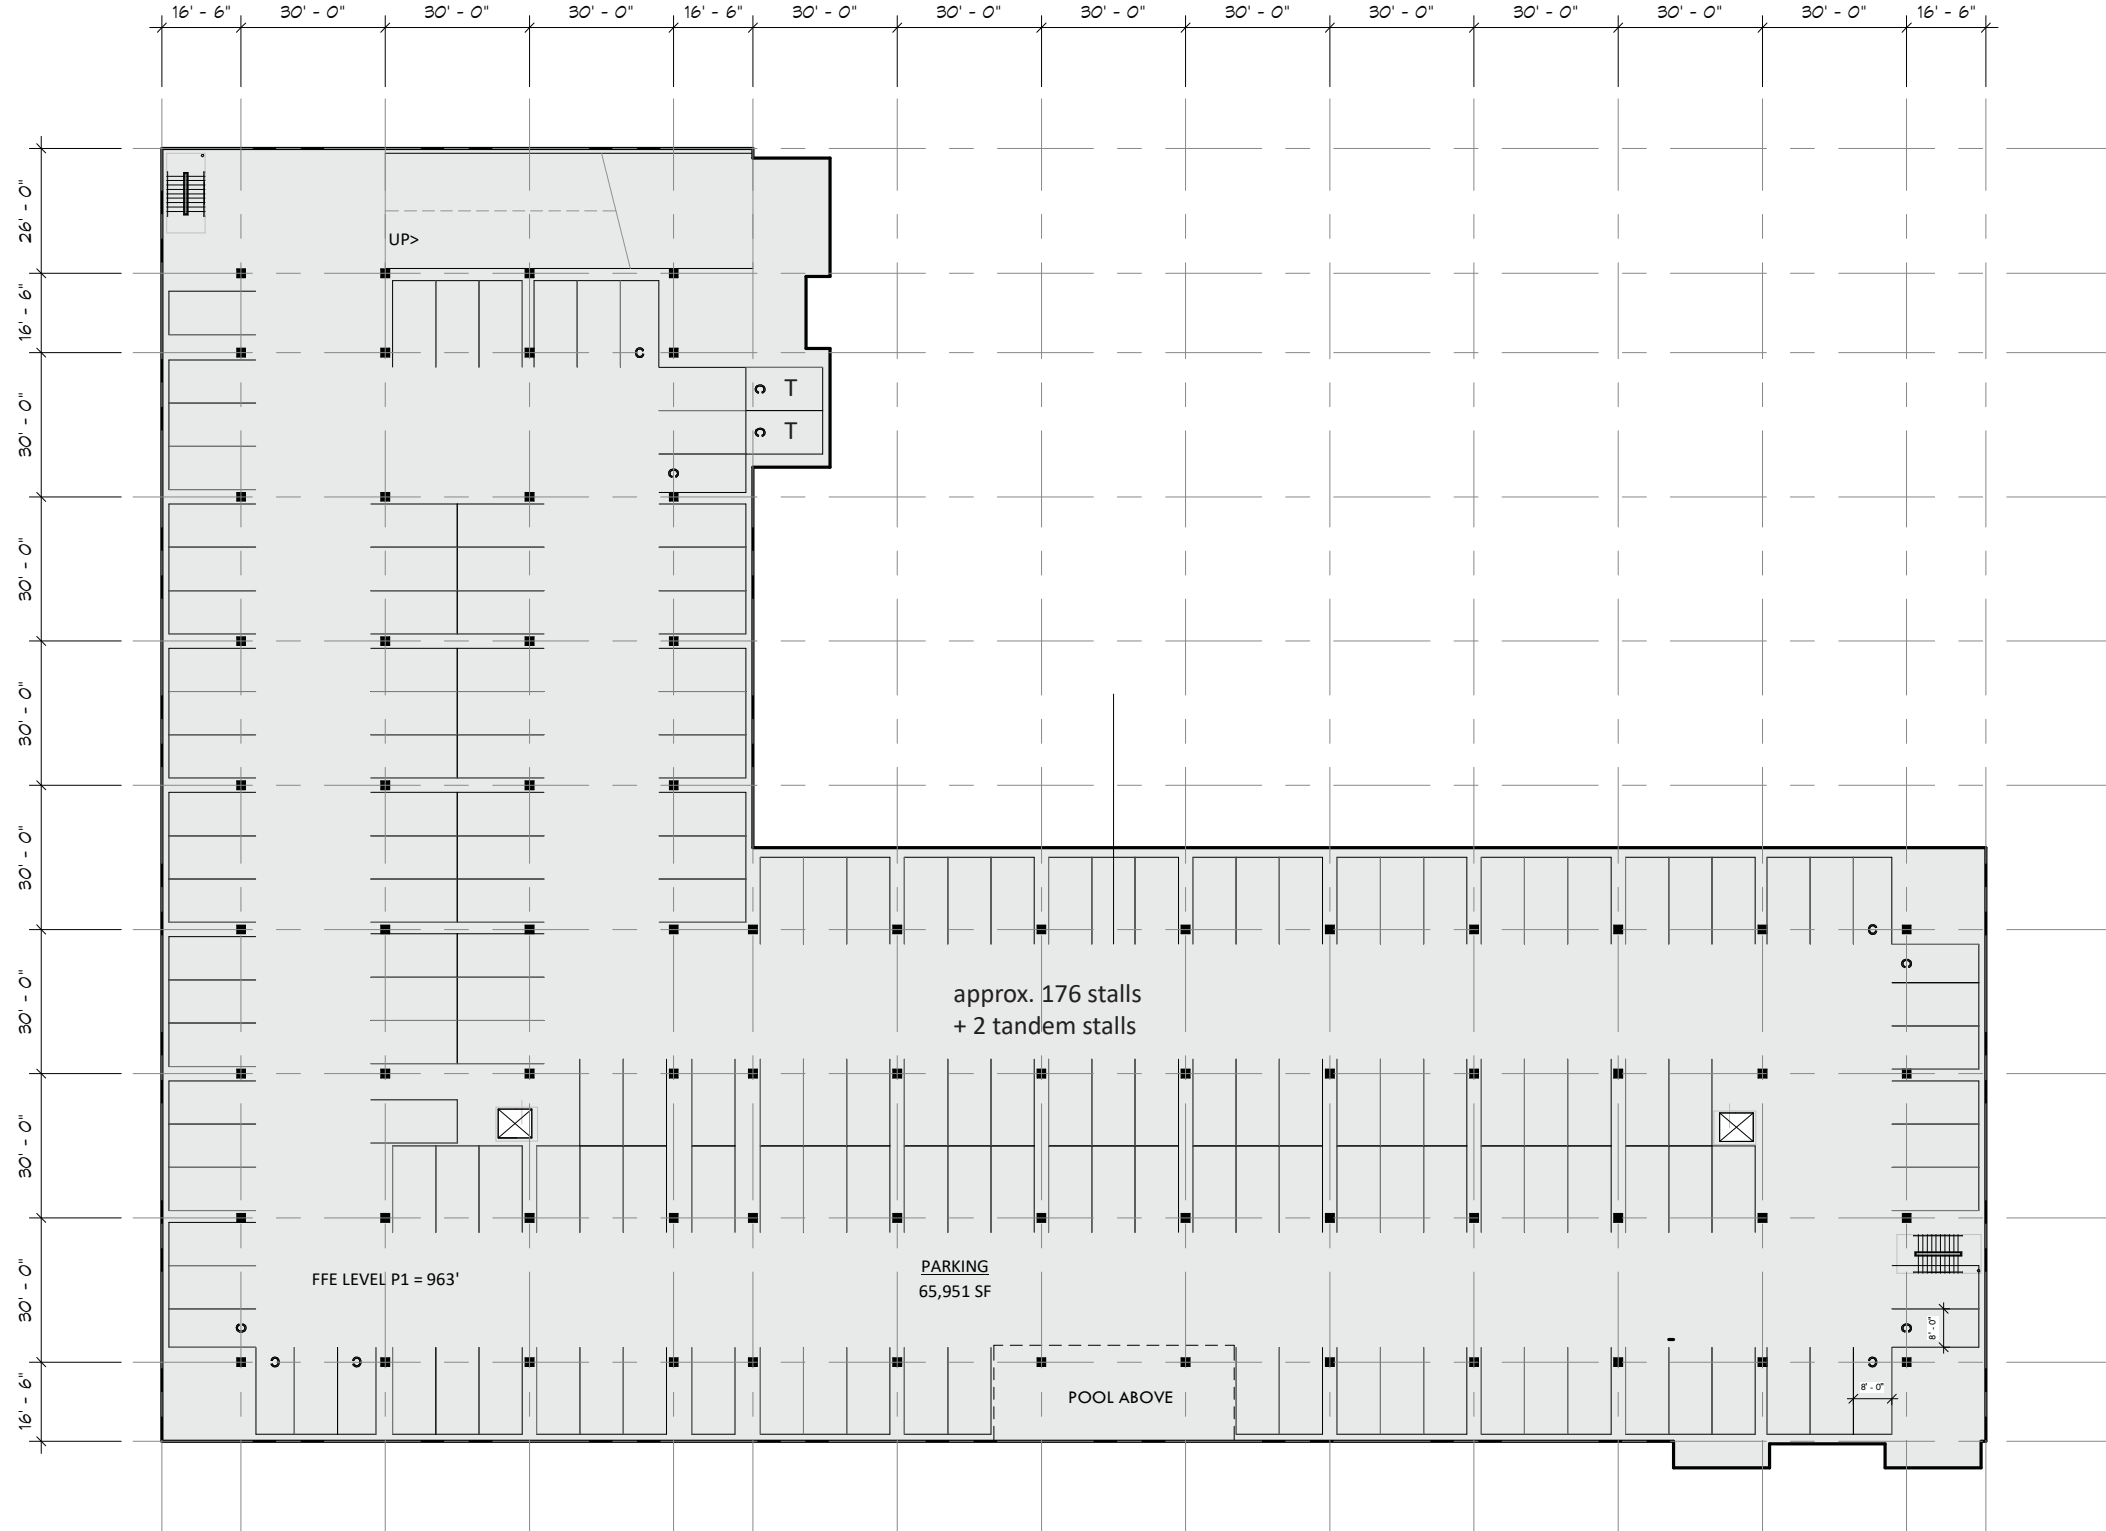 16' - 6" 30' - 0" 30' - 0" 30' - 0" 16' - 6" 30' - 0" 30' - 0" 30' - 0" 30' - 0" 30' - 0" 30' - 0" 30' - 0" 30' - 0" 16' - 6"
26' - 0"
16' - 6"
30' - 0"
30' - 0"
30' - 0"
30' - 0"
30' - 0"
30' - 0"
30' - 0"
16' - 6"
UP>
C
C T
C T
C
C
C
approx. 176 stalls
+ 2 tandem stalls
FFE LEVEL P1 = 963'
PARKING
65,951 SF
C
C
8' - 0"
C
C
C
8' - 0"
POOL ABOVE